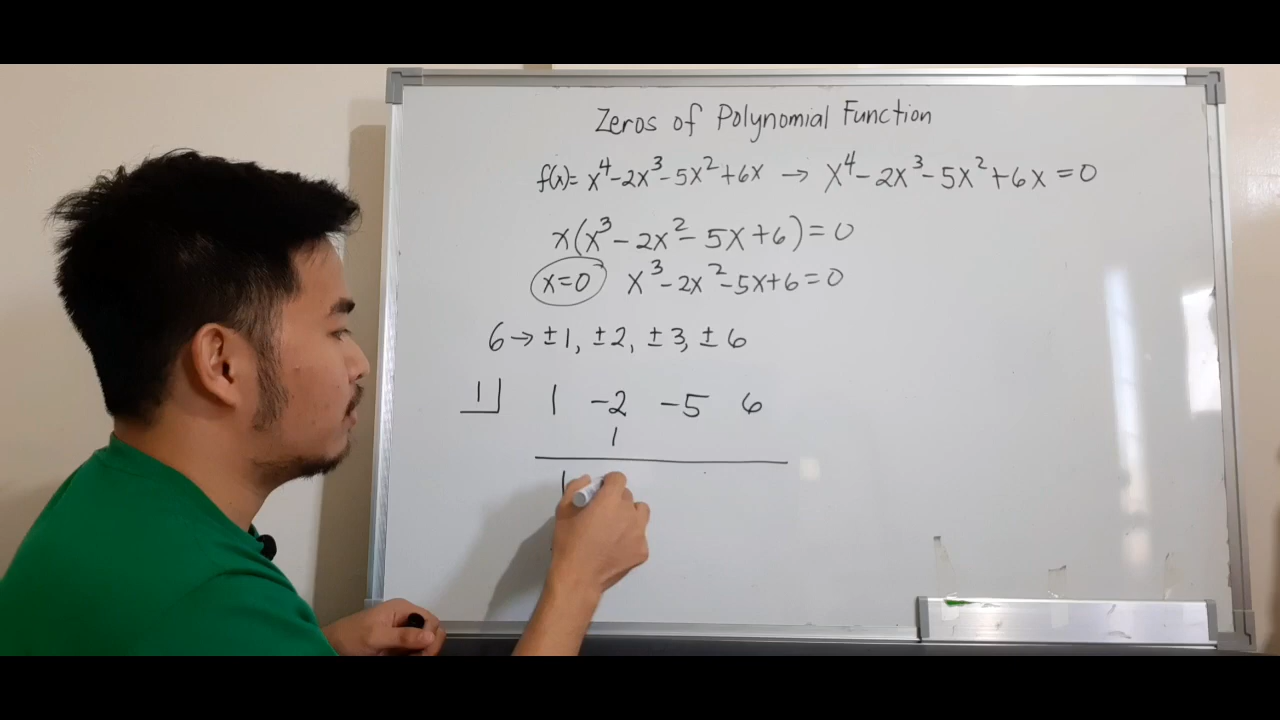 Zeros of Polynomial Function
f(x)= x⁴-2x³-5x²+6x → x⁴-2x³-5x²+6x=0
x(x³-2x²-5x+6)=0
x=0 x³-2x²-5x+6=0
6→±1, ±2, ±3, ±6
1 1 -2 -5 6
1
1